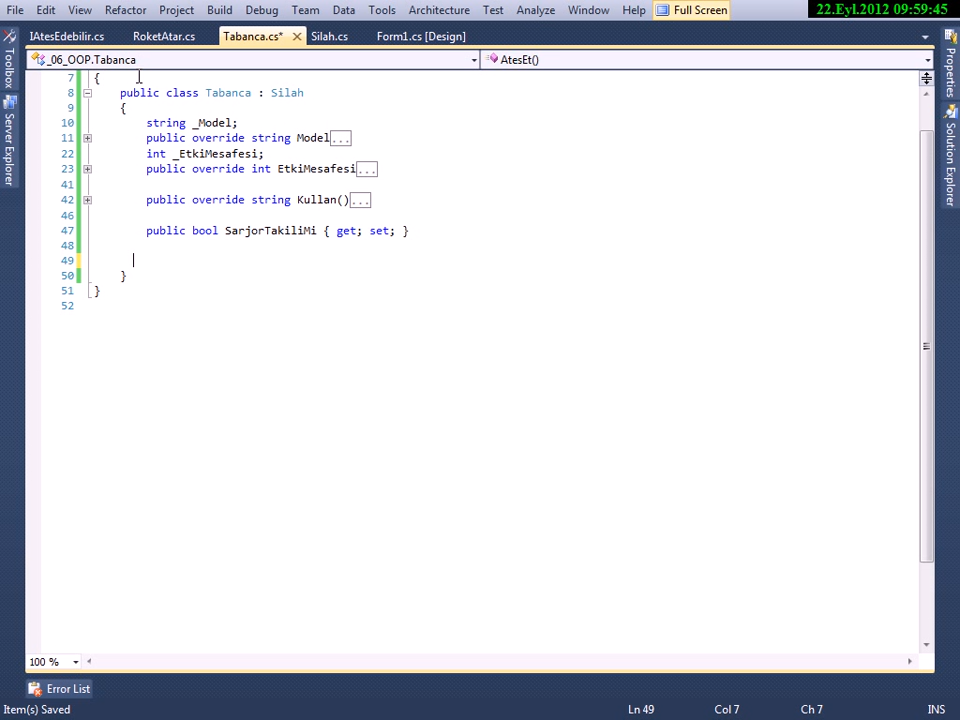 File Edit View Refactor Project Build Debug Team Data Tools Architecture Test Analyze Window Help Full Screen 22.Eyl.2012 09:59:45
IAtesEdebilir.cs RoketAtar.cs Tabanca.cs* Silah.cs Form1.cs [Design]
_06_OOP.Tabanca AtesEt()
Toolbox
Server Explorer
Properties
Solution Explorer
7 {
8 public class Tabanca : Silah
9 {
10 string _Model;
11 public override string Model...
22 int _EtkiMesafesi;
23 public override int EtkiMesafesi...
41
42 public override string Kullan()...
46
47 public bool SarjorTakiliMi { get; set; }
48
49
50 }
51 }
52
100 %
Error List
Item(s) Saved Ln 49 Col 7 Ch 7 INS